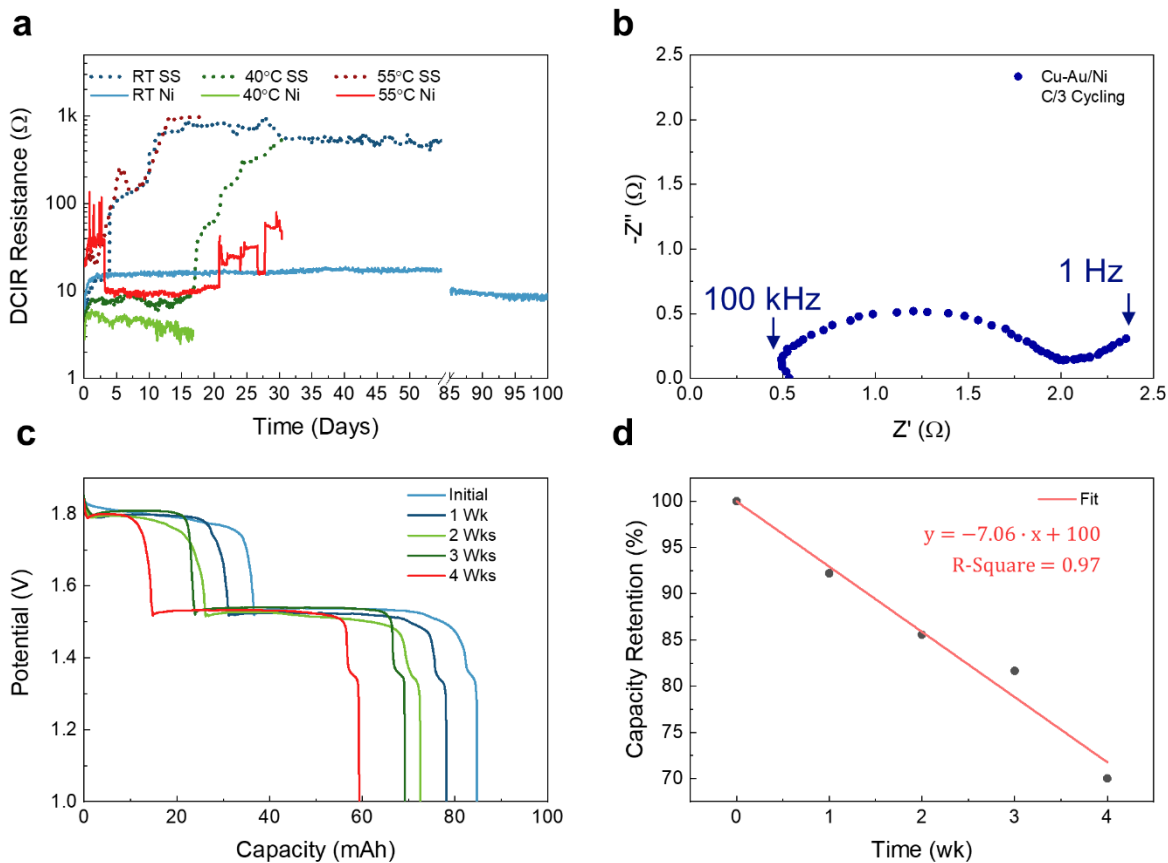 a
RT SS 40°C SS 55°C SS
RT Ni 40°C Ni 55°C Ni
1k
100
10
1
DCIR Resistance (Ω)
0 5 10 15 20 25 30 35 40 45 50 85 90 95 100
Time (Days)
b
Cu-Au/Ni
C/3 Cycling
2.5
2.0
1.5
1.0
0.5
0.0
-Z'' (Ω)
100 kHz
1 Hz
0.0 0.5 1.0 1.5 2.0 2.5
Z' (Ω)
c
Initial
1 Wk
2 Wks
3 Wks
4 Wks
1.8
1.6
1.4
1.2
1.0
Potential (V)
0 20 40 60 80 100
Capacity (mAh)
d
Fit
y = −7.06 · x + 100
R-Square = 0.97
100
95
90
85
80
75
70
Capacity Retention (%)
0 1 2 3 4
Time (wk)